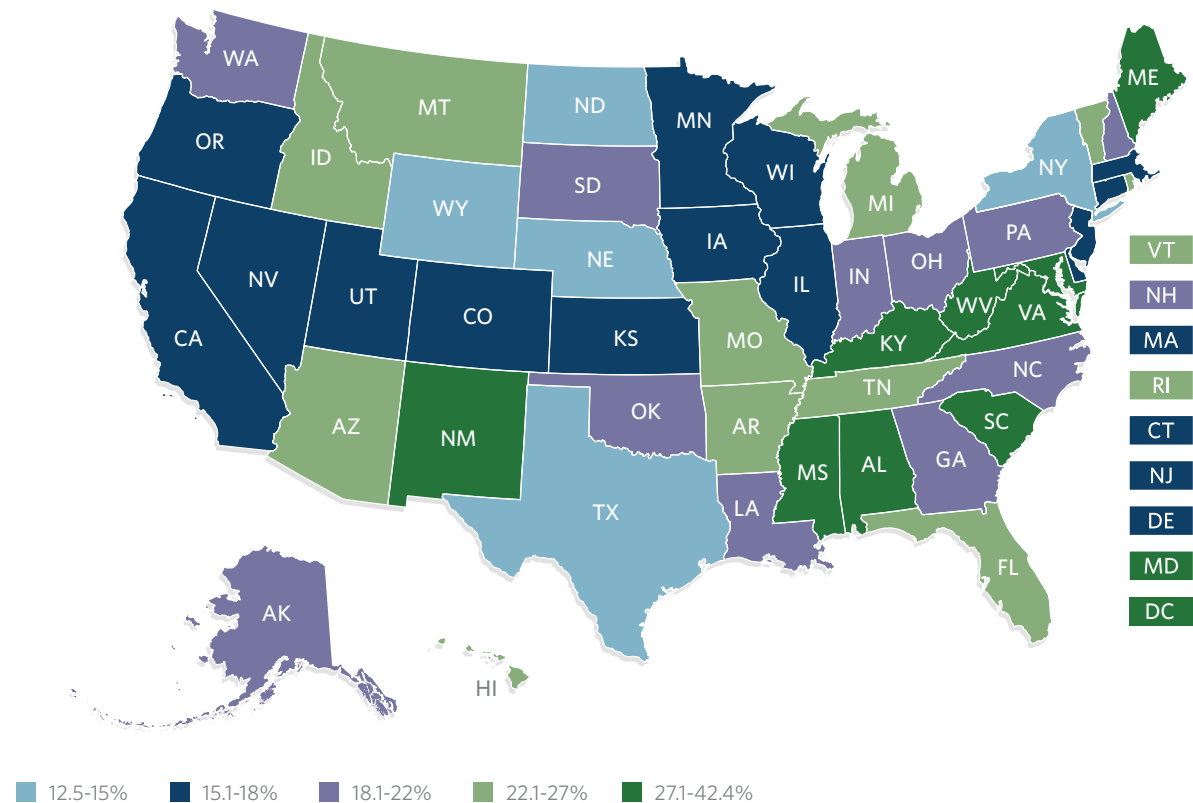 WA
OR
ID
MT
ND
MN
ME
WI
SD
WY
NY
MI
NE
IA
PA
IL
IN
OH
NV
UT
CO
KS
MO
WV
VA
CA
KY
NC
TN
AZ
NM
OK
AR
SC
MS
AL
GA
TX
LA
FL
AK
HI
VT
NH
MA
RI
CT
NJ
DE
MD
DC
12.5-15% 15.1-18% 18.1-22% 22.1-27% 27.1-42.4%